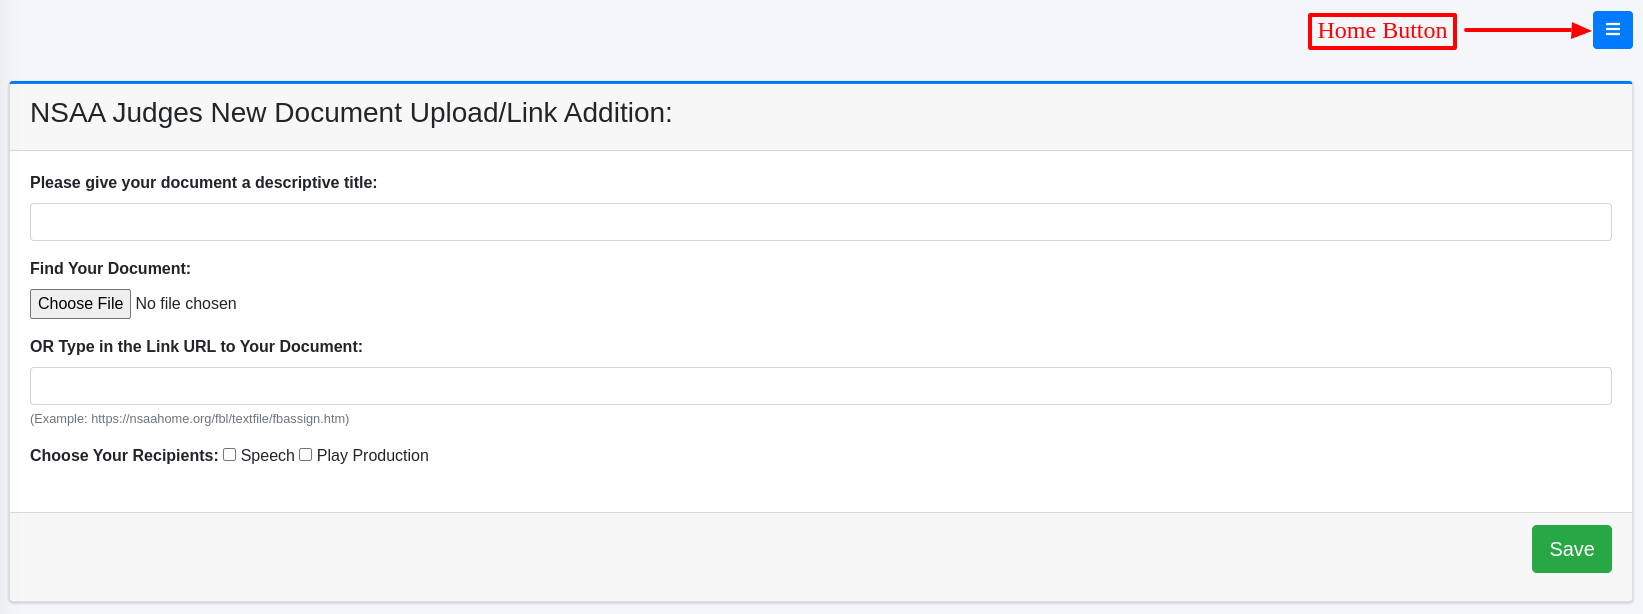 Home Button
NSAA Judges New Document Upload/Link Addition:
Please give your document a descriptive title:
Find Your Document:
Choose File No file chosen
OR Type in the Link URL to Your Document:
(Example: https://nsaahome.org/fbl/textfile/fbassign.htm)
Choose Your Recipients: Speech Play Production
Save